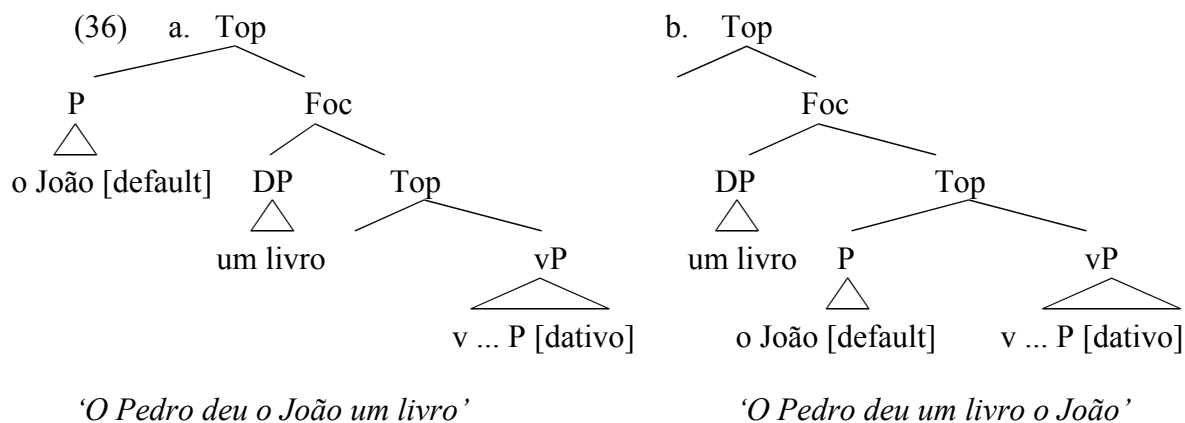 (36) a. Top b. Top
P Foc Foc
o João [default] DP Top DP Top
um livro vP um livro P vP
v ... P [dativo] o João [default] v ... P [dativo]
‘O Pedro deu o João um livro’ ‘O Pedro deu um livro o João’